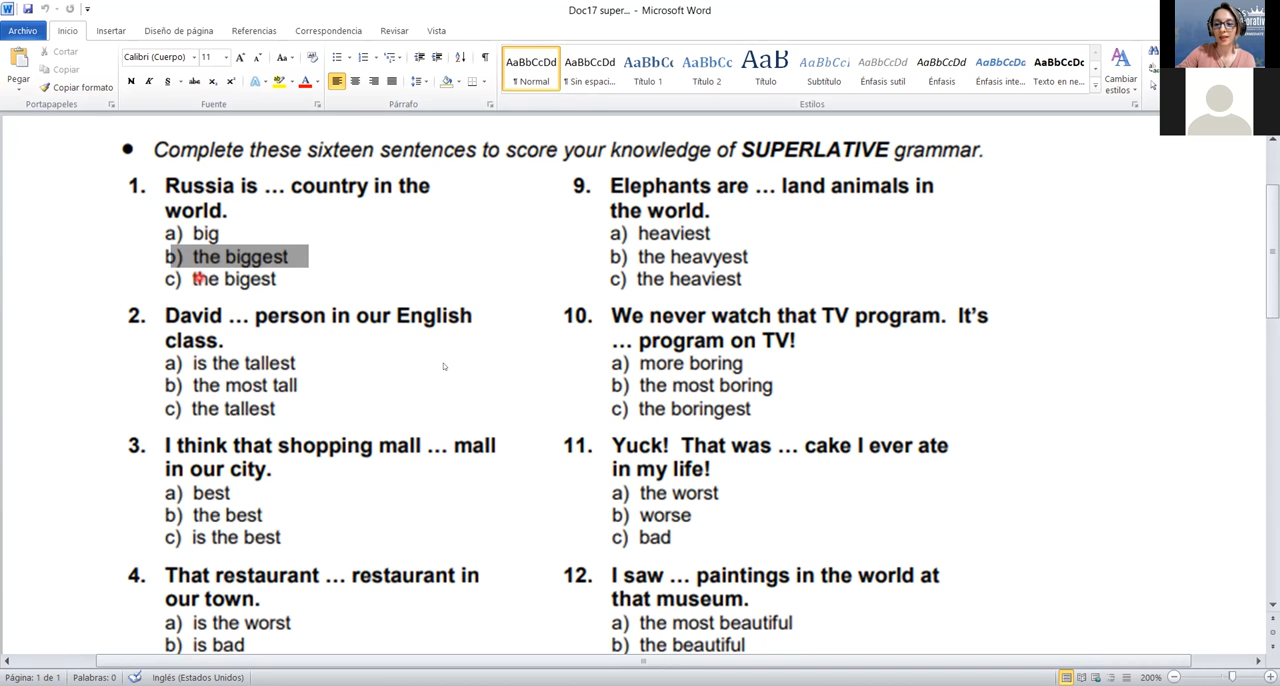 Doc17 super... - Microsoft Word
Archivo Inicio Insertar Diseño de página Referencias Correspondencia Revisar Vista
Pegar
Cortar
Copiar
Copiar formato
Portapapeles
Calibri (Cuerpo) 11
Fuente
Párrafo
AaBbCcDd AaBbCcDd AaBbCc AaBbCc AaB AaBbCcI AaBbCcDd AaBbCcDd AaBbCcDd AaBbCcDd
¶ Normal ¶ Sin espaci... Título 1 Título 2 Título Subtítulo Énfasis sutil Énfasis Énfasis inte... Texto en ne...
Cambiar estilos
Estilos
• Complete these sixteen sentences to score your knowledge of SUPERLATIVE grammar.
1. Russia is ... country in the
world.
a) big
b) the biggest
c) the bigest
2. David ... person in our English
class.
a) is the tallest
b) the most tall
c) the tallest
3. I think that shopping mall ... mall
in our city.
a) best
b) the best
c) is the best
4. That restaurant ... restaurant in
our town.
a) is the worst
b) is bad
9. Elephants are ... land animals in
the world.
a) heaviest
b) the heavyest
c) the heaviest
10. We never watch that TV program. It's
... program on TV!
a) more boring
b) the most boring
c) the boringest
11. Yuck! That was ... cake I ever ate
in my life!
a) the worst
b) worse
c) bad
12. I saw ... paintings in the world at
that museum.
a) the most beautiful
b) the beautiful
Página: 1 de 1 Palabras: 0 Inglés (Estados Unidos) 200%